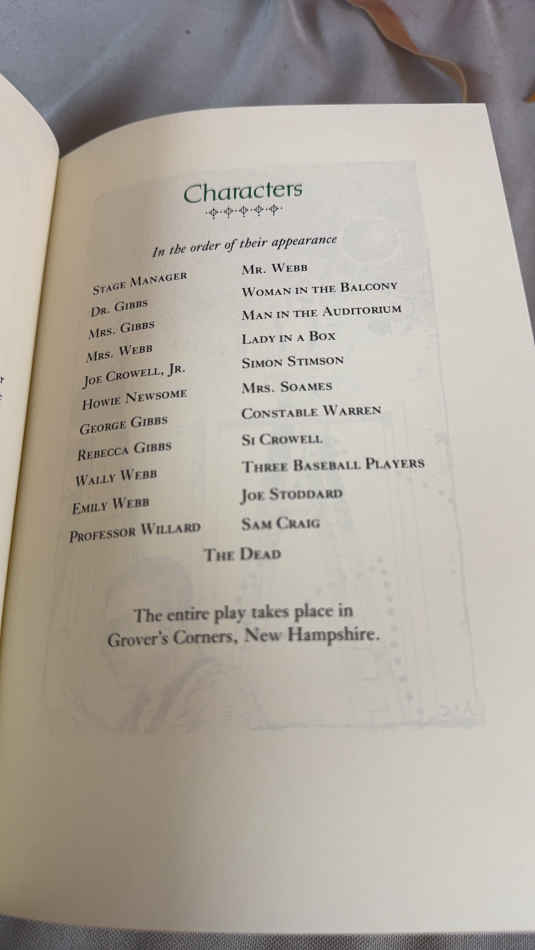 Characters
In the order of their appearance
Stage Manager
Dr. Gibbs
Mrs. Gibbs
Mrs. Webb
Joe Crowell, Jr.
Howie Newsome
George Gibbs
Rebecca Gibbs
Wally Webb
Emily Webb
Professor Willard
Mr. Webb
Woman in the Balcony
Man in the Auditorium
Lady in a Box
Simon Stimson
Mrs. Soames
Constable Warren
Si Crowell
Three Baseball Players
Joe Stoddard
Sam Craig
The Dead
The entire play takes place in
Grover's Corners, New Hampshire.